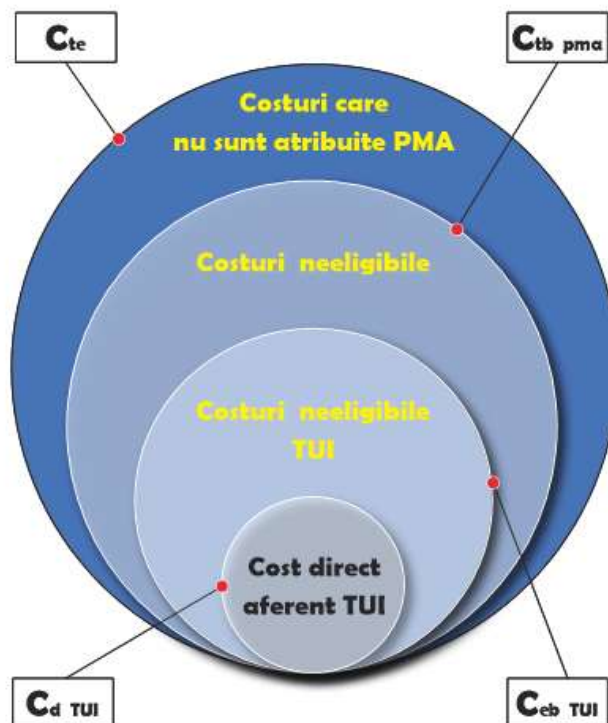 Cte
Ctb pma
Costuri care
nu sunt atribuite PMA
Costuri neeligibile
Costuri neeligibile
TUI
Cost direct
aferent TUI
Cd TUI
Ceb TUI